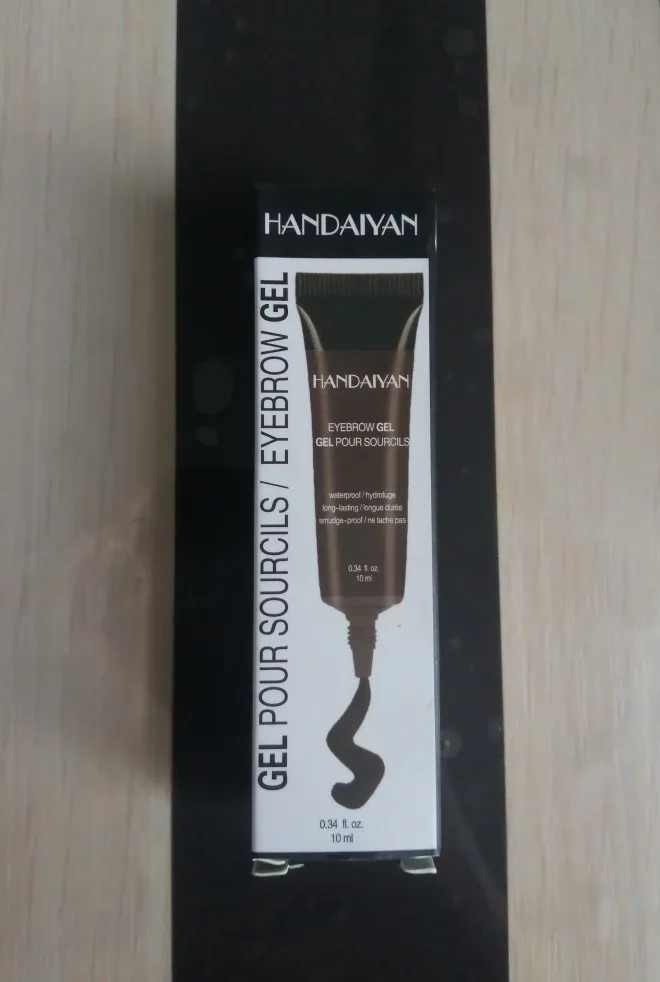 HANDAIYAN
GEL POUR SOURCILS / EYEBROW GEL
HANDAIYAN
EYEBROW GEL
GEL POUR SOURCILS
waterproof / hydrofuge
long-lasting / longue durée
smudge-proof / ne tache pas
0.34 fl. oz.
10 ml
0.34 fl. oz.
10 ml